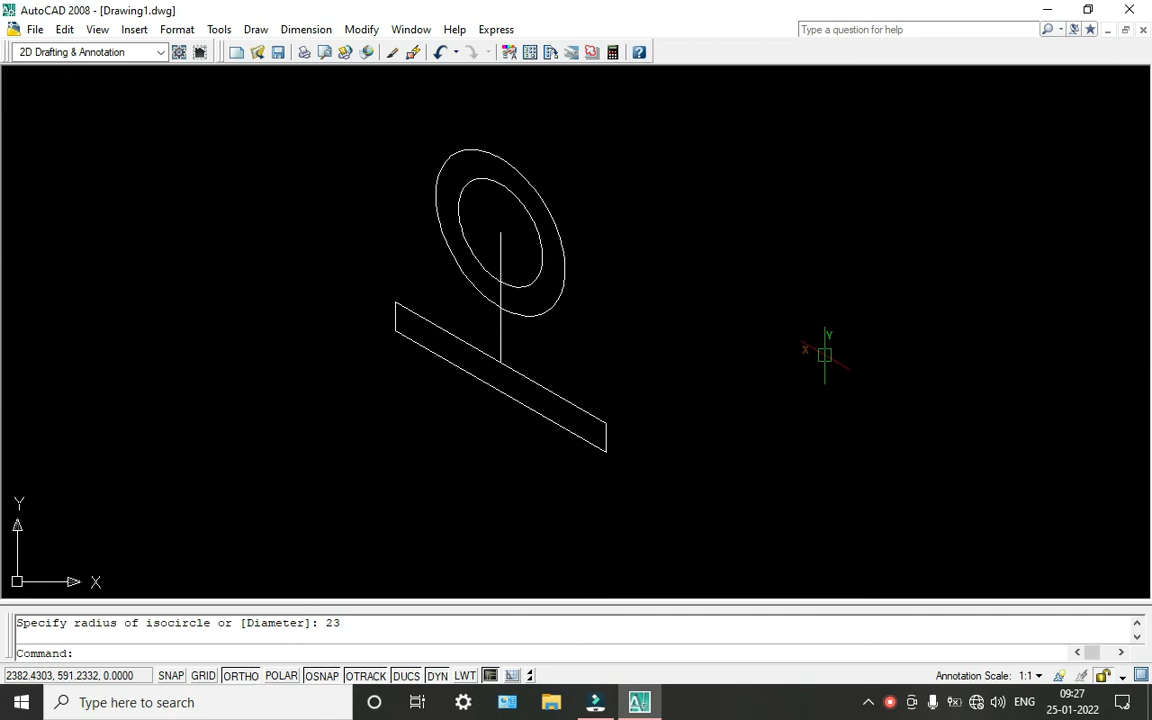 AutoCAD 2008 - [Drawing1.dwg]
File Edit View Insert Format Tools Draw Dimension Modify Window Help Express
Type a question for help
2D Drafting & Annotation
Y
X
Y
X
Specify radius of isocircle or [Diameter]: 23
Command:
2382.4303, 591.2332, 0.0000 SNAP GRID ORTHO POLAR OSNAP OTRACK DUCS DYN LWT Annotation Scale: 1:1
Type here to search
ENG
09:27
25-01-2022